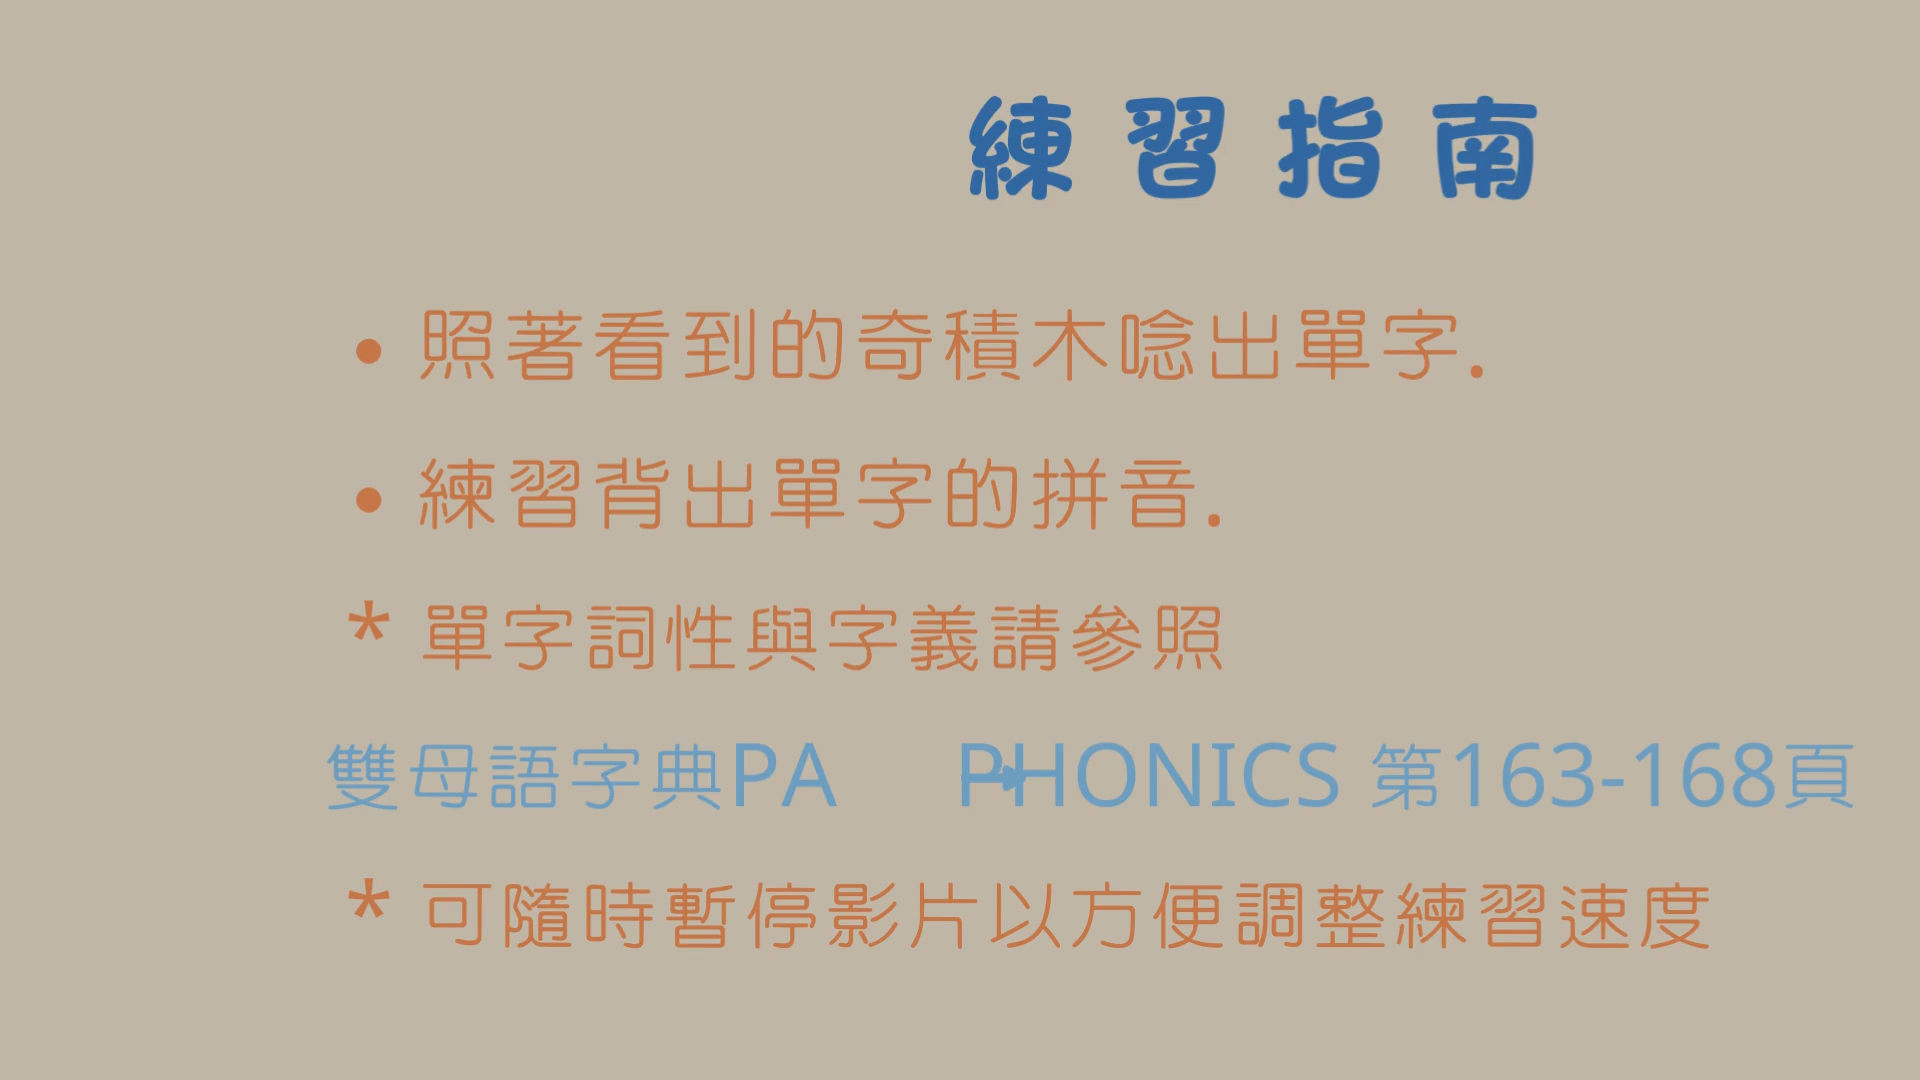 練習指南
• 照著看到的奇積木唸出單字.
• 練習背出單字的拼音.
* 單字詞性與字義請參照
雙母語字典PA PHONICS 第163-168頁
* 可隨時暫停影片以方便調整練習速度